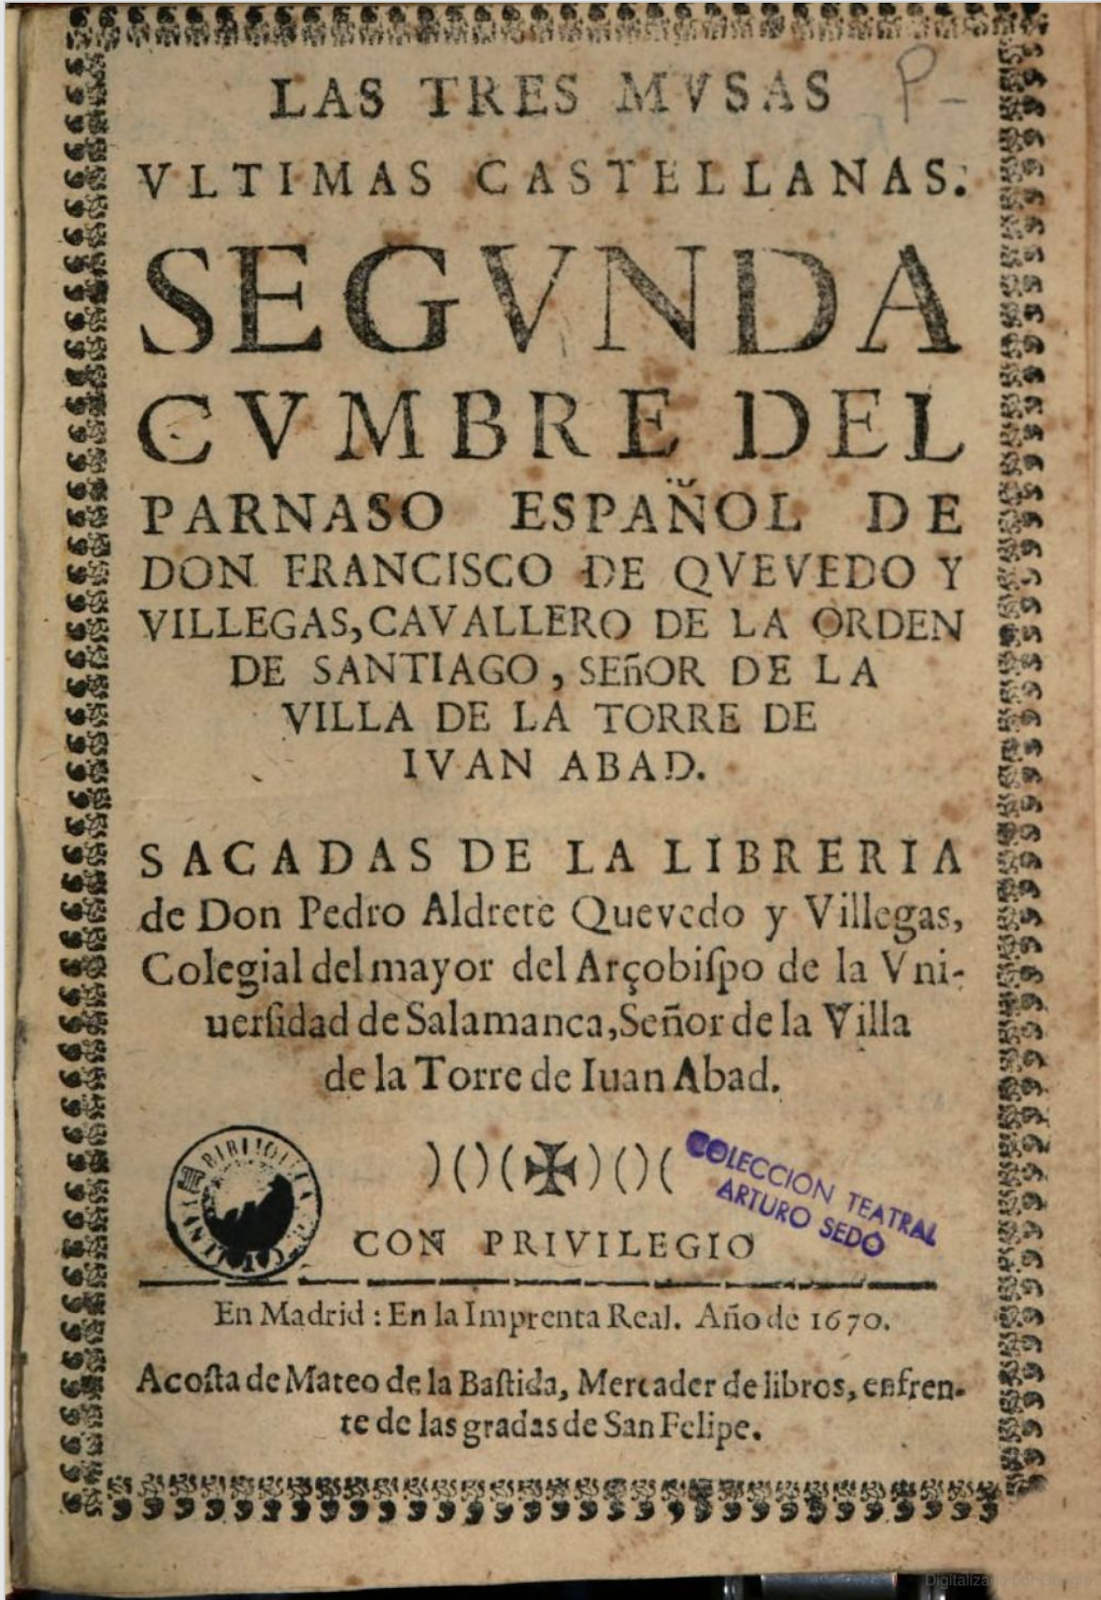 LAS TRES MVSAS
VLTIMAS CASTELLANAS.
SEGVNDA
CVMBRE DEL
PARNASO ESPAÑOL DE
DON FRANCISCO DE QVEVEDO Y
VILLEGAS, CAVALLERO DE LA ORDEN
DE SANTIAGO, SEñOR DE LA
VILLA DE LA TORRE DE
IVAN ABAD.
SACADAS DE LA LIBRERIA
de Don Pedro Aldrete Quevedo y Villegas,
Colegial del mayor del Arçobiſpo de la Vni-
uerſidad de Salamanca, Señor de la Villa
de la Torre de Iuan Abad.
)()(✠)()(
BIBLIOTECA
COLECCION TEATRAL
ARTURO SEDÓ
CON PRIVILEGIO
En Madrid : En la Imprenta Real. Año de 1670.
Acoſta de Mateo de la Baſtida, Mercader de libros, enfren-
te de las gradas de San Felipe.